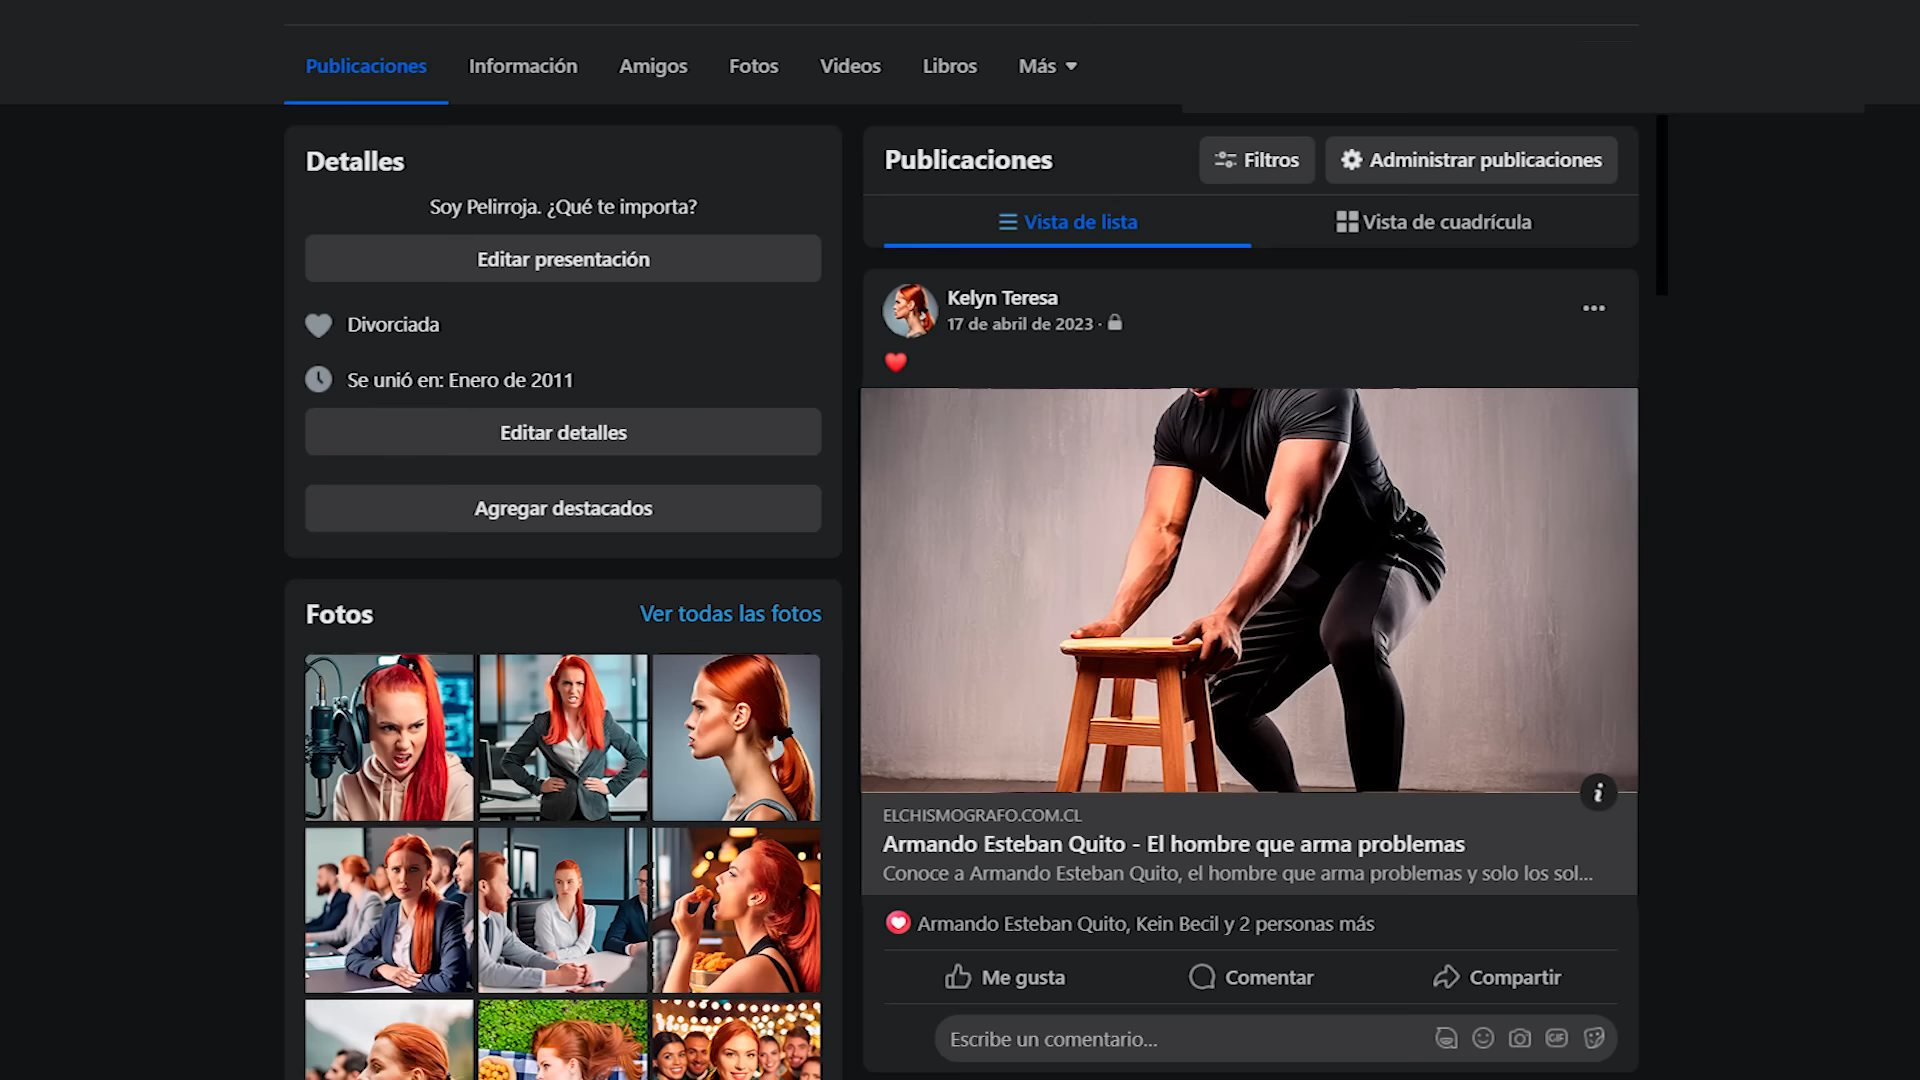 Publicaciones
Información
Amigos
Fotos
Videos
Libros
Más
Detalles
Soy Pelirroja. ¿Qué te importa?
Editar presentación
Divorciada
Se unió en: Enero de 2011
Editar detalles
Agregar destacados
Fotos
Ver todas las fotos
Publicaciones
Filtros
Administrar publicaciones
Vista de lista
Vista de cuadrícula
Kelyn Teresa
17 de abril de 2023 ·
ELCHISMOGRAFO.COM.CL
Armando Esteban Quito - El hombre que arma problemas
Conoce a Armando Esteban Quito, el hombre que arma problemas y solo los sol...
Armando Esteban Quito, Kein Becil y 2 personas más
Me gusta
Comentar
Compartir
Escribe un comentario...
GIF